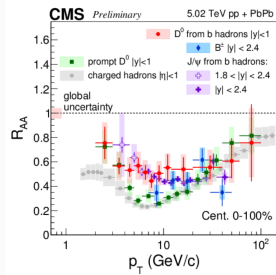 CMS Preliminary 5.02 TeV pp + PbPb
D⁰ from b hadrons |y|<1
B± |y| < 2.4
prompt D⁰ |y|<1
J/ψ from b hadrons:
charged hadrons |η|<1
1.8 < |y| < 2.4
|y| < 2.4
global
uncertainty
R_AA
1.6
1.4
1.2
1
0.8
0.6
0.4
0.2
0
Cent. 0-100%
1 10 10²
p_T (GeV/c)